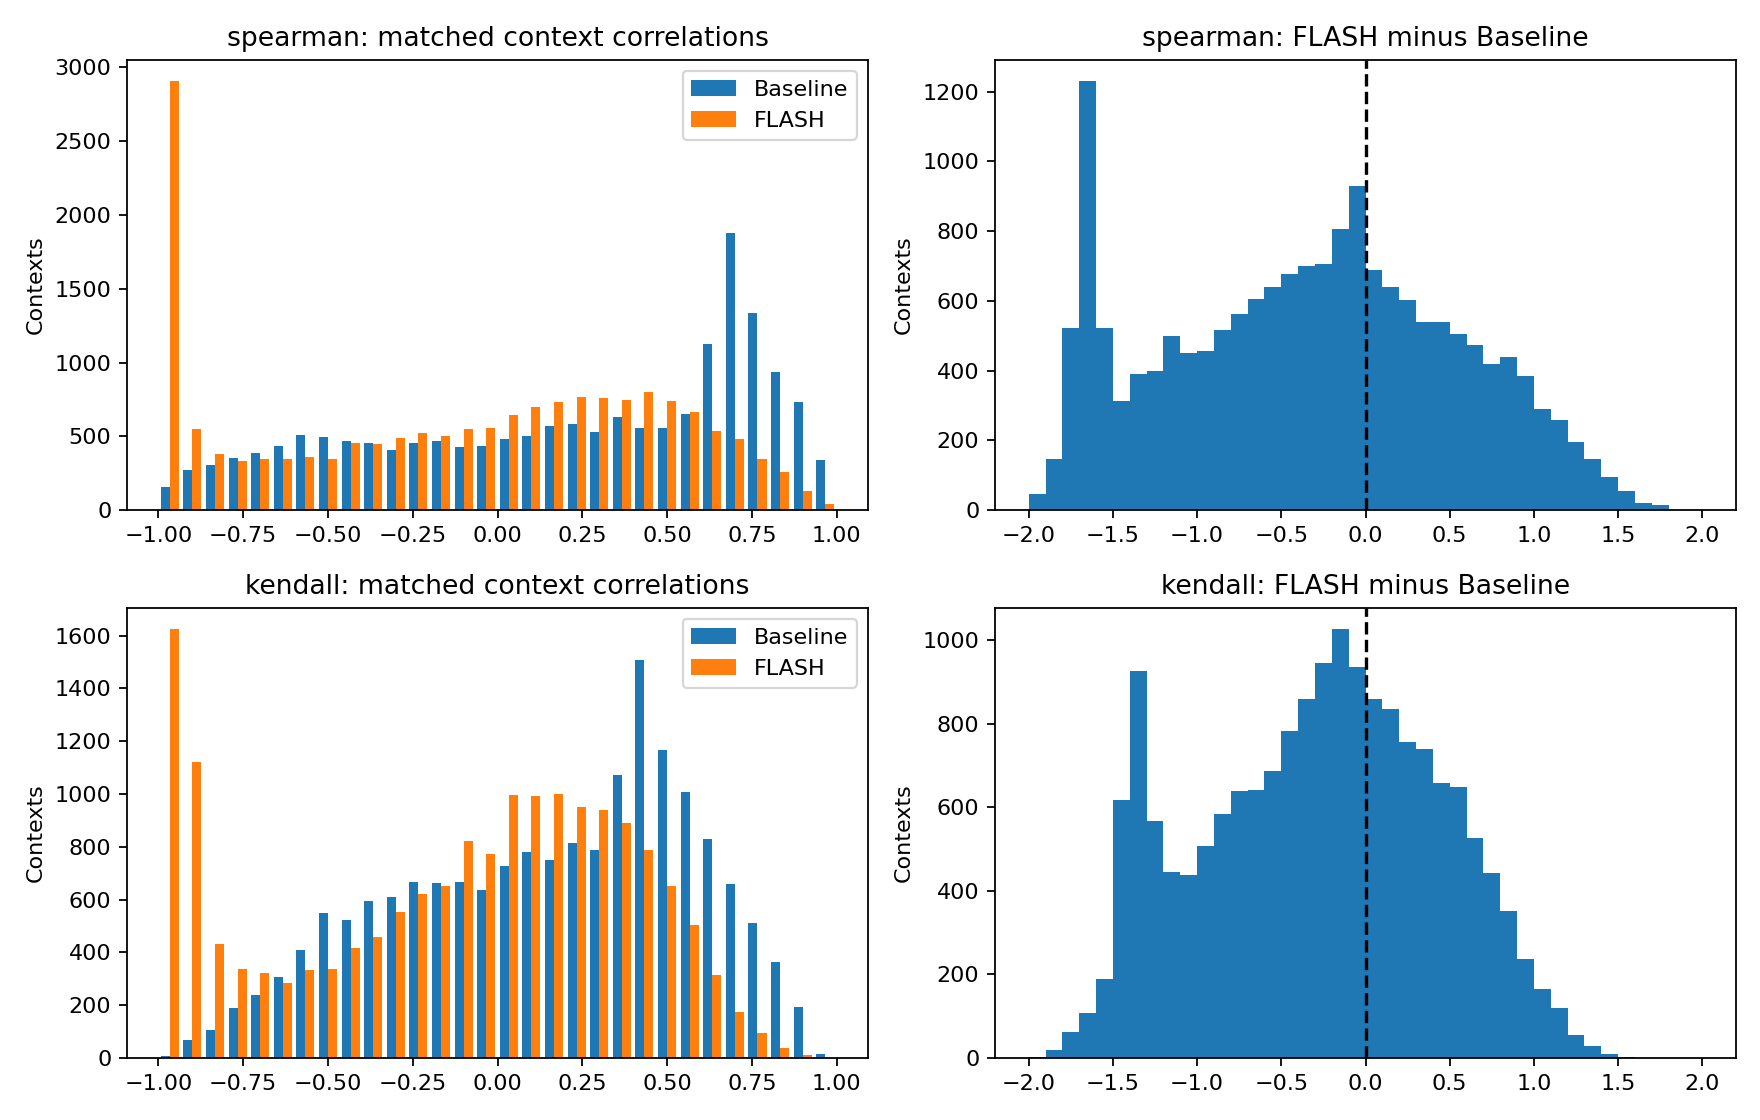 spearman: matched context correlations
3000
2500
2000
1500
1000
500
0
Contexts
Baseline
FLASH
−1.00 −0.75 −0.50 −0.25 0.00 0.25 0.50 0.75 1.00
spearman: FLASH minus Baseline
1200
1000
800
600
400
200
0
Contexts
−2.0 −1.5 −1.0 −0.5 0.0 0.5 1.0 1.5 2.0
kendall: matched context correlations
1600
1400
1200
1000
800
600
400
200
0
Contexts
Baseline
FLASH
−1.00 −0.75 −0.50 −0.25 0.00 0.25 0.50 0.75 1.00
kendall: FLASH minus Baseline
1000
800
600
400
200
0
Contexts
−2.0 −1.5 −1.0 −0.5 0.0 0.5 1.0 1.5 2.0